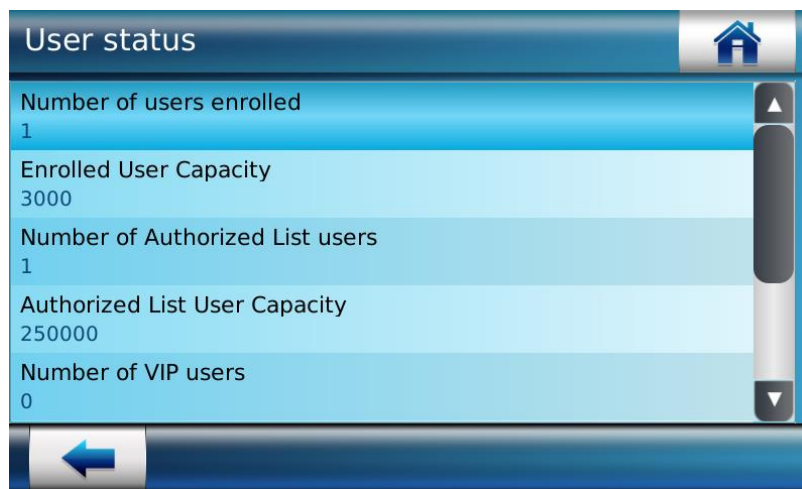 User status
Number of users enrolled
1
Enrolled User Capacity
3000
Number of Authorized List users
1
Authorized List User Capacity
250000
Number of VIP users
0